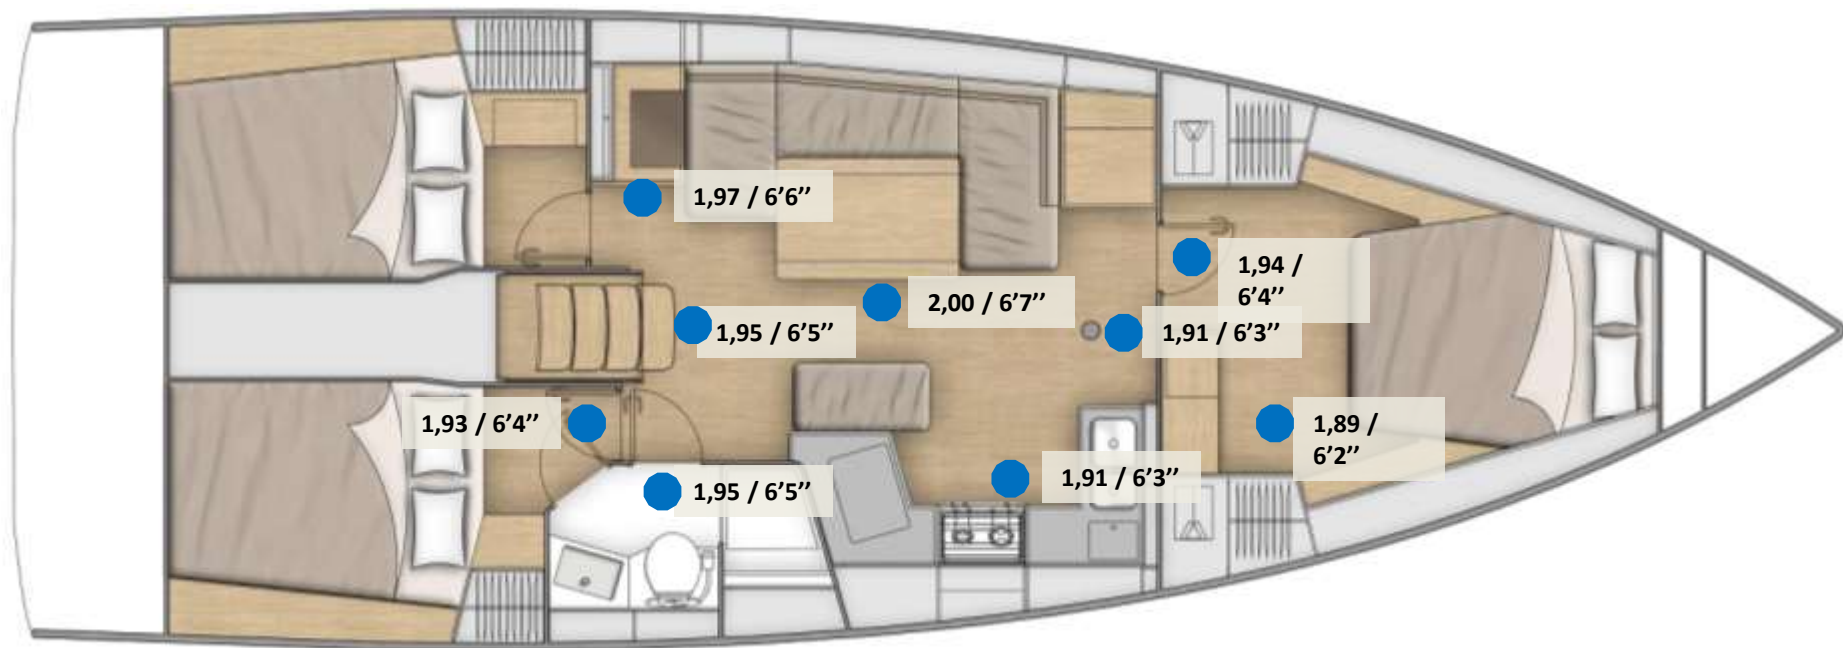 1,97 / 6’6’’
1,94 /
6’4’’
2,00 / 6’7’’
1,95 / 6’5’’
1,91 / 6’3’’
1,93 / 6’4’’
1,89 /
6’2’’
1,95 / 6’5’’
1,91 / 6’3’’